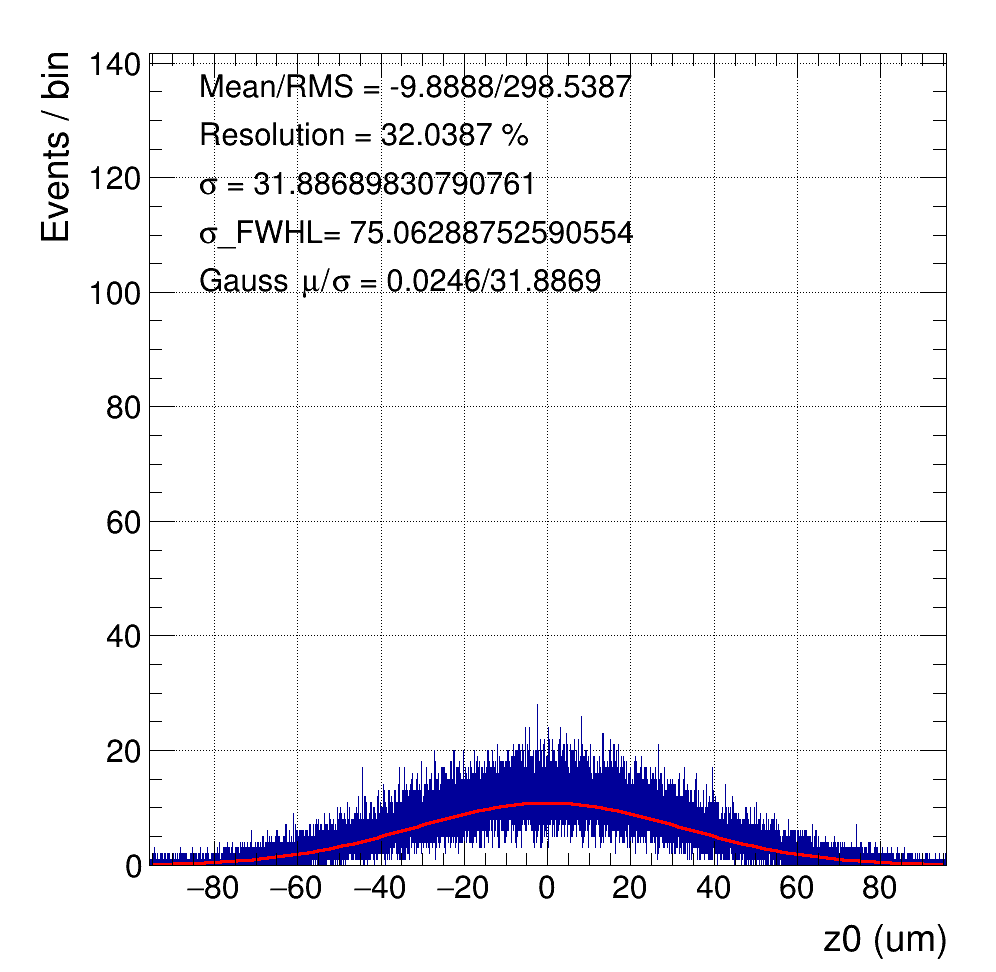 Events / bin
140
Mean/RMS = -9.8888/298.5387
Resolution = 32.0387 %
120
σ = 31.88689830790761
σ_FWHL= 75.06288752590554
Gauss μ/σ = 0.0246/31.8869
100
80
60
40
20
0
−80 −60 −40 −20 0 20 40 60 80
z0 (um)